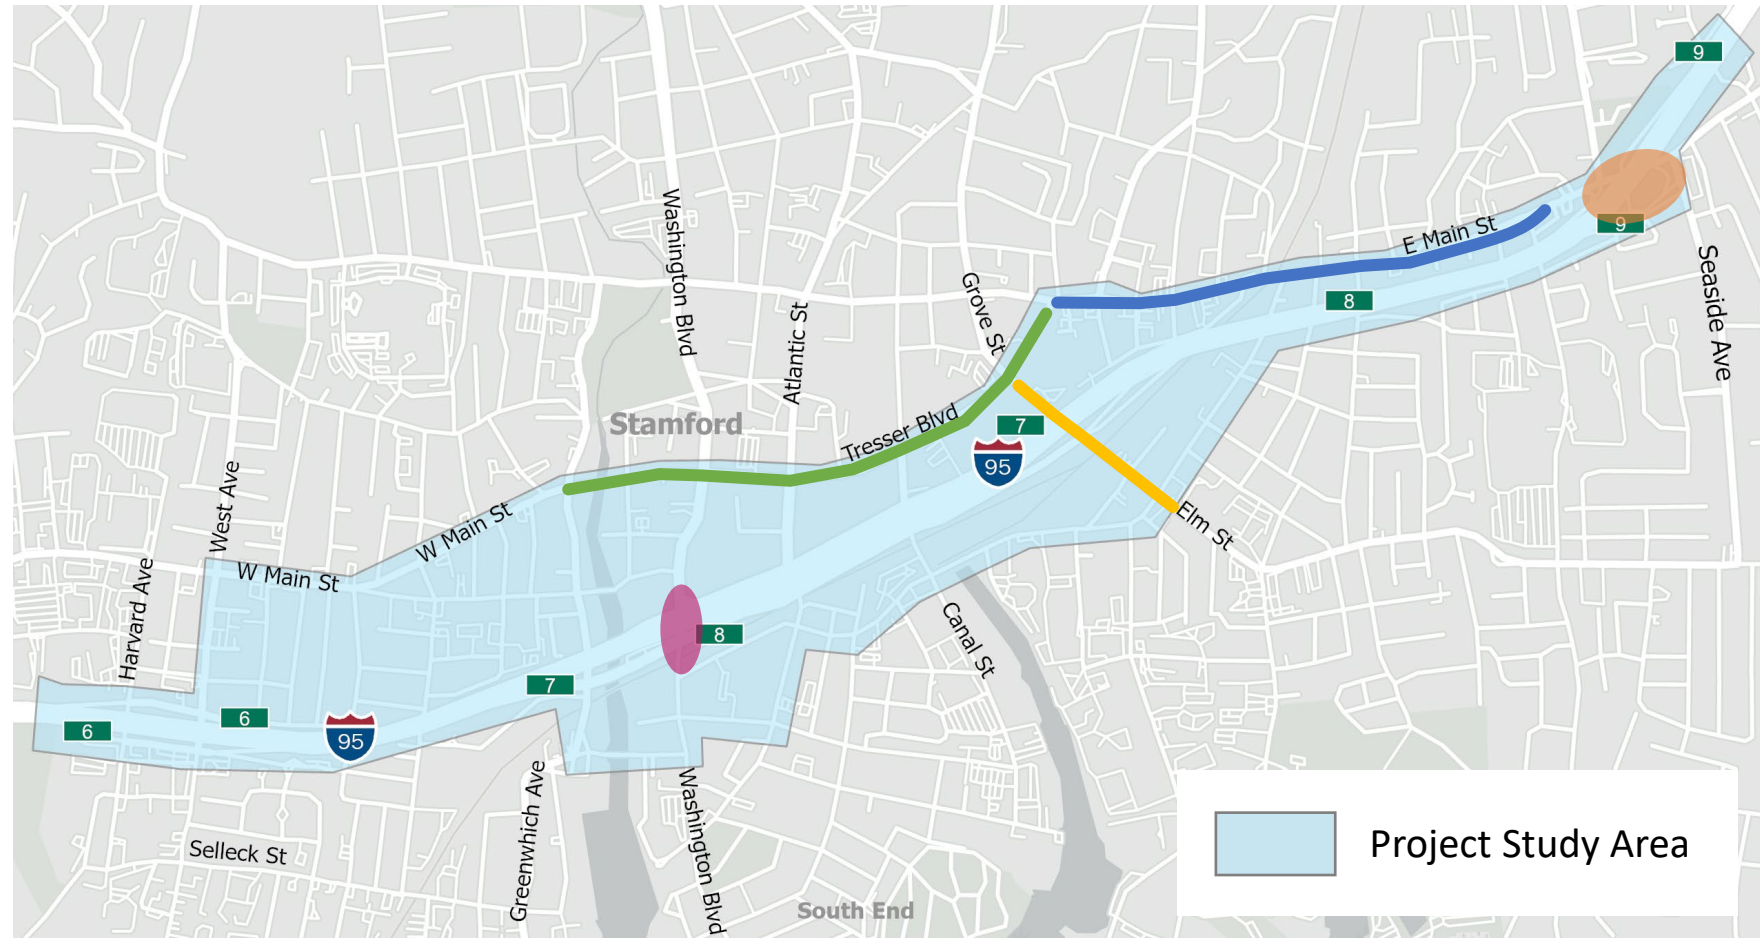 9
Washington Blvd
9
E Main St
Seaside Ave
Grove St
8
Atlantic St
Stamford
Tresser Blvd
7
95
West Ave
W Main St
Elm St
W Main St
Harvard Ave
Canal St
8
7
6
6
95
Greenwhich Ave
Washington Blvd
Selleck St
South End
Project Study Area